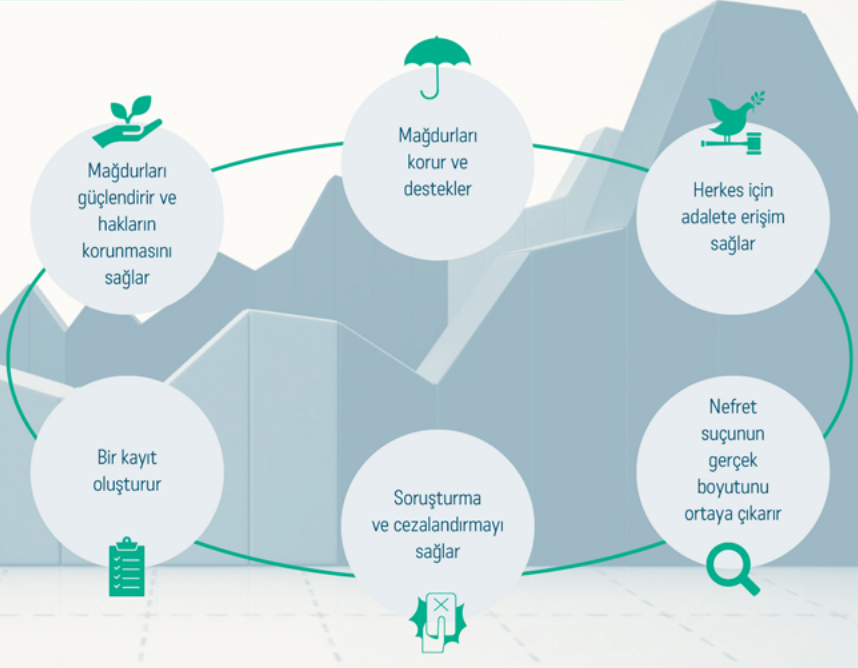 Mağdurları
korur ve
destekler
Mağdurları
güçlendirir ve
hakların
korunmasını
sağlar
Herkes için
adalete erişim
sağlar
Bir kayıt
oluşturur
Soruşturma
ve cezalandırmayı
sağlar
Nefret
suçunun
gerçek
boyutunu
ortaya çıkarır